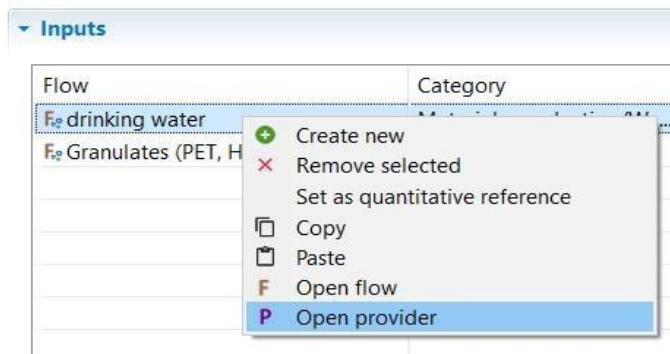 Inputs
Flow Category
drinking water
Granulates (PET, H
Create new
Remove selected
Set as quantitative reference
Copy
Paste
F Open flow
P Open provider